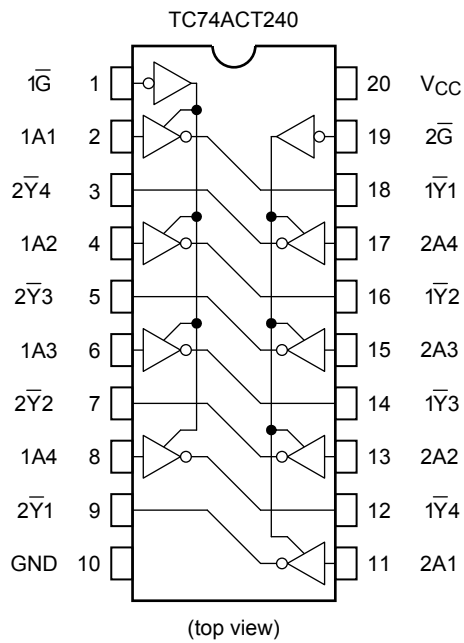 TC74ACT240
1G̅ 1 20 VCC
1A1 2 19 2G̅
2Y̅4 3 18 1Y̅1
1A2 4 17 2A4
2Y̅3 5 16 1Y̅2
1A3 6 15 2A3
2Y̅2 7 14 1Y̅3
1A4 8 13 2A2
2Y̅1 9 12 1Y̅4
GND 10 11 2A1
(top view)